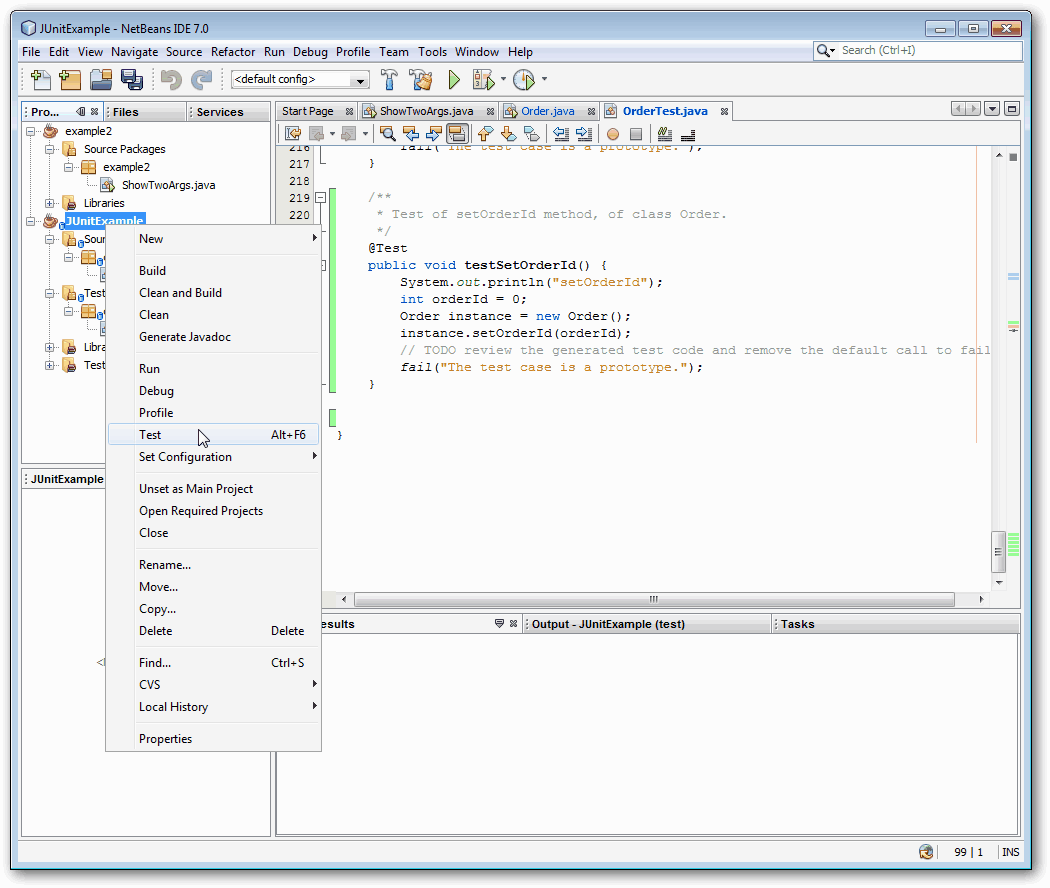 JUnitExample - NetBeans IDE 7.0
File Edit View Navigate Source Refactor Run Debug Profile Team Tools Window Help
Search (Ctrl+I)
<default config>
Pro... Files Services
Start Page ShowTwoArgs.java Order.java OrderTest.java
example2
Source Packages
example2
ShowTwoArgs.java
Libraries
JUnitExample
Sour
Test
Libra
Test
New
Build
Clean and Build
Clean
Generate Javadoc
Run
Debug
Profile
Test Alt+F6
Set Configuration
Unset as Main Project
Open Required Projects
Close
Rename...
Move...
Copy...
Delete Delete
Find... Ctrl+S
CVS
Local History
Properties
JUnitExample
216 fail("The test case is a prototype.");
217 }
218
219 /**
220 * Test of setOrderId method, of class Order.
*/
@Test
public void testSetOrderId() {
System.out.println("setOrderId");
int orderId = 0;
Order instance = new Order();
instance.setOrderId(orderId);
// TODO review the generated test code and remove the default call to fail
fail("The test case is a prototype.");
}
}
esults Output - JUnitExample (test) Tasks
99 | 1 INS